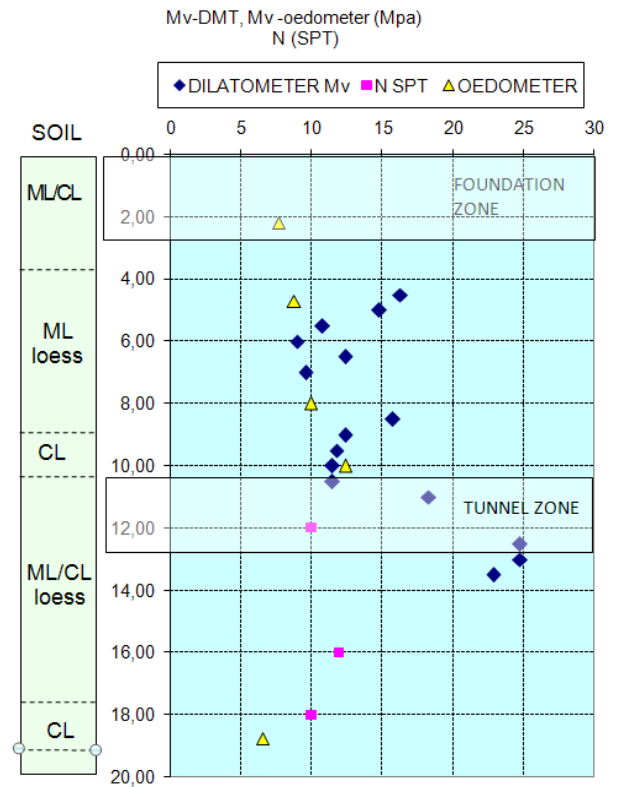 Mv-DMT, Mv -oedometer (Mpa)
N (SPT)
DILATOMETER Mv N SPT OEDOMETER
SOIL
0 5 10 15 20 25 30
0,00
ML/CL
FOUNDATION
ZONE
2,00
4,00
ML
loess
6,00
8,00
CL
10,00
TUNNEL ZONE
12,00
ML/CL
loess
14,00
16,00
18,00
CL
20,00